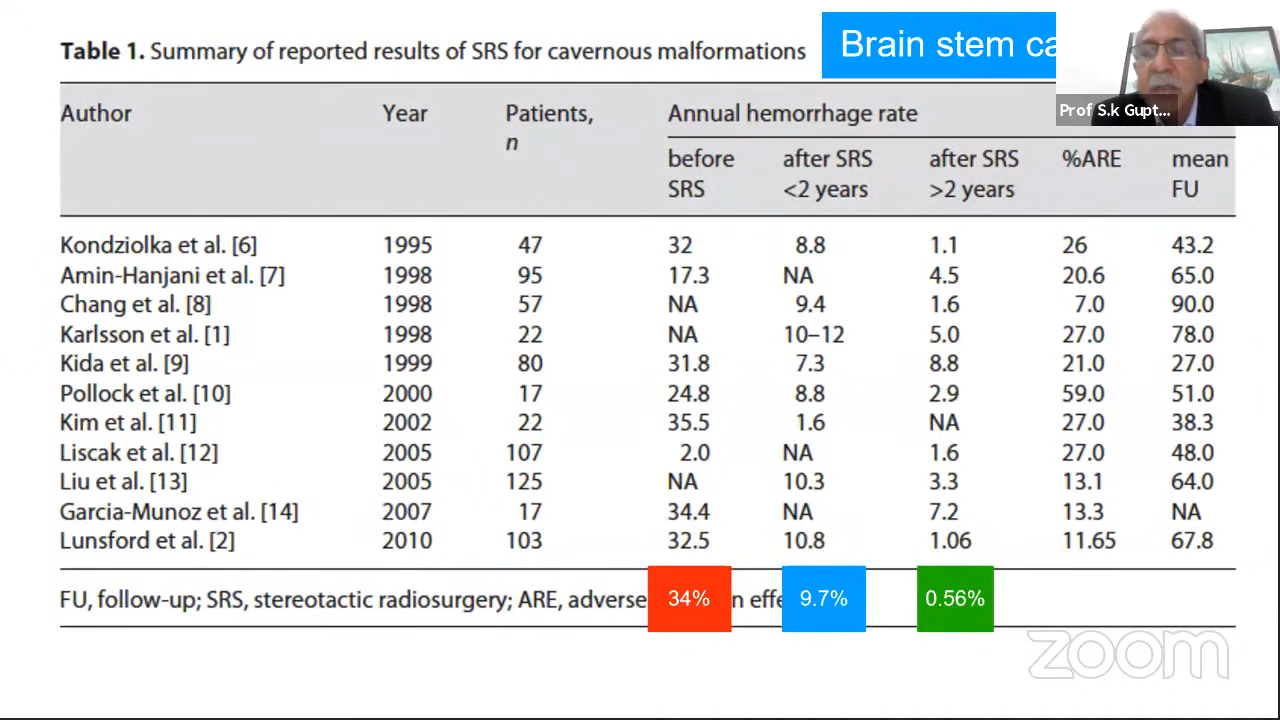 Table 1. Summary of reported results of SRS for cavernous malformations
Brain stem ca
Prof S.k Gupt...
Author Year Patients, n Annual hemorrhage rate
before SRS after SRS <2 years after SRS >2 years %ARE mean FU
Kondziolka et al. [6] 1995 47 32 8.8 1.1 26 43.2
Amin-Hanjani et al. [7] 1998 95 17.3 NA 4.5 20.6 65.0
Chang et al. [8] 1998 57 NA 9.4 1.6 7.0 90.0
Karlsson et al. [1] 1998 22 NA 10–12 5.0 27.0 78.0
Kida et al. [9] 1999 80 31.8 7.3 8.8 21.0 27.0
Pollock et al. [10] 2000 17 24.8 8.8 2.9 59.0 51.0
Kim et al. [11] 2002 22 35.5 1.6 NA 27.0 38.3
Liscak et al. [12] 2005 107 2.0 NA 1.6 27.0 48.0
Liu et al. [13] 2005 125 NA 10.3 3.3 13.1 64.0
Garcia-Munoz et al. [14] 2007 17 34.4 NA 7.2 13.3 NA
Lunsford et al. [2] 2010 103 32.5 10.8 1.06 11.65 67.8
FU, follow-up; SRS, stereotactic radiosurgery; ARE, adverse 34% n effe 9.7% 0.56%
zoom